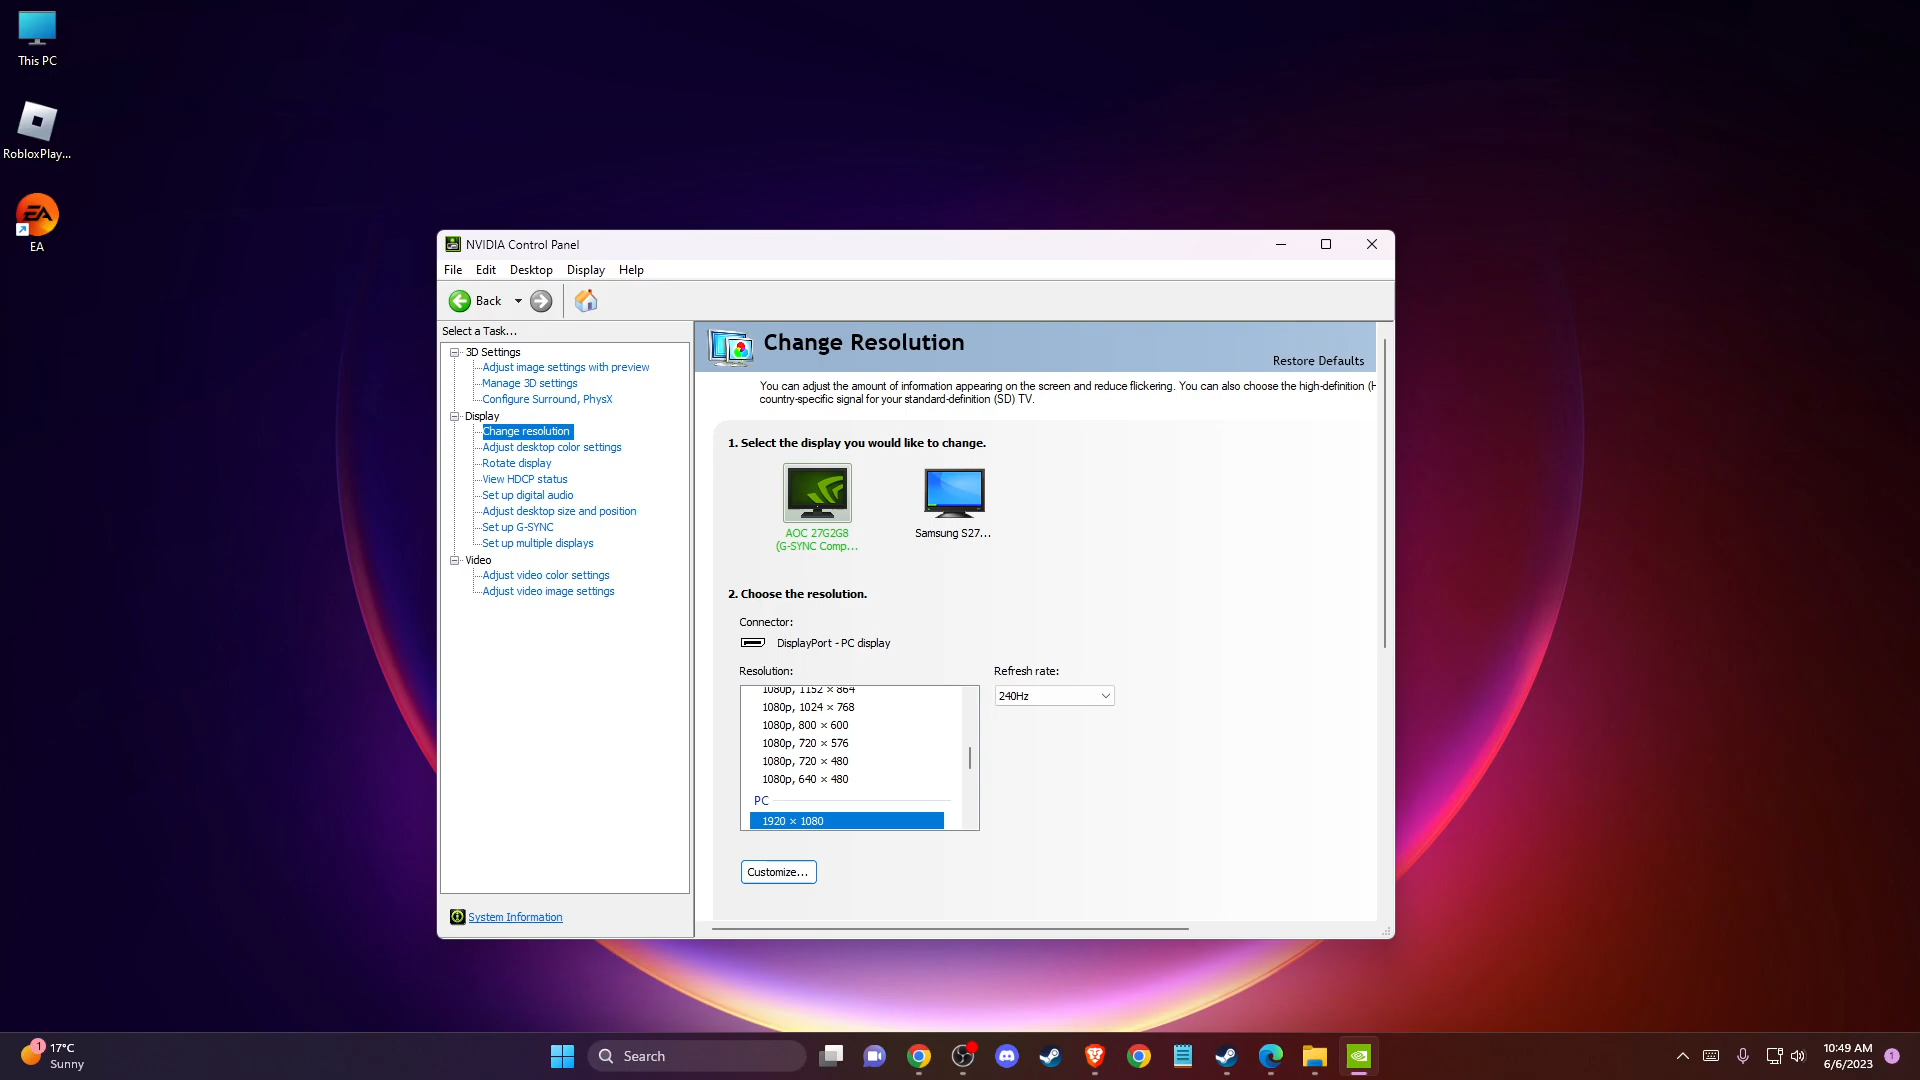 This PC
RobloxPlay...
EA
EA
NVIDIA Control Panel
File Edit Desktop Display Help
Back
Select a Task...
3D Settings
Adjust image settings with preview
Manage 3D settings
Configure Surround, PhysX
Display
Change resolution
Adjust desktop color settings
Rotate display
View HDCP status
Set up digital audio
Adjust desktop size and position
Set up G-SYNC
Set up multiple displays
Video
Adjust video color settings
Adjust video image settings
System Information
Change Resolution
Restore Defaults
You can adjust the amount of information appearing on the screen and reduce flickering. You can also choose the high-definition (H
country-specific signal for your standard-definition (SD) TV.
1. Select the display you would like to change.
AOC 27G2G8
(G-SYNC Comp...
Samsung S27...
2. Choose the resolution.
Connector:
DisplayPort - PC display
Resolution:
Refresh rate:
240Hz
1080p, 1152 × 864
1080p, 1024 × 768
1080p, 800 × 600
1080p, 720 × 576
1080p, 720 × 480
1080p, 640 × 480
PC
1920 × 1080
Customize...
1
17°C
Sunny
Search
10:49 AM
6/6/2023
1